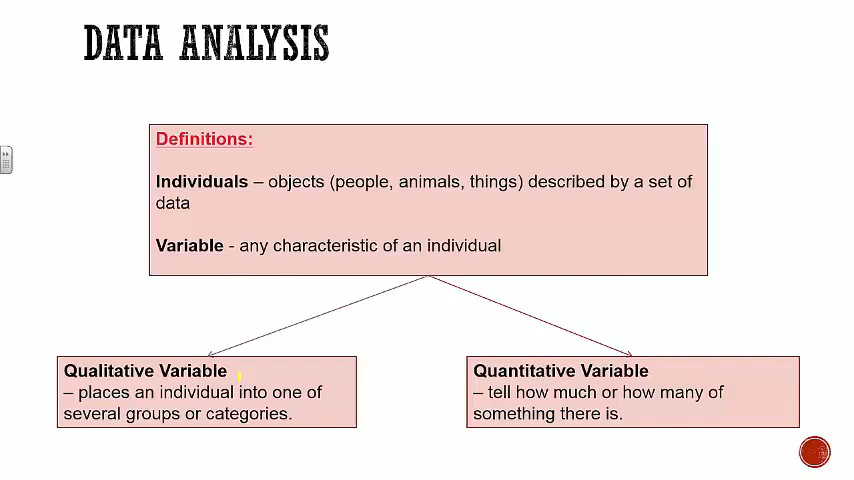 DATA ANALYSIS
Definitions:
Individuals – objects (people, animals, things) described by a set of
data
Variable - any characteristic of an individual
Qualitative Variable
– places an individual into one of
several groups or categories.
Quantitative Variable
– tell how much or how many of
something there is.